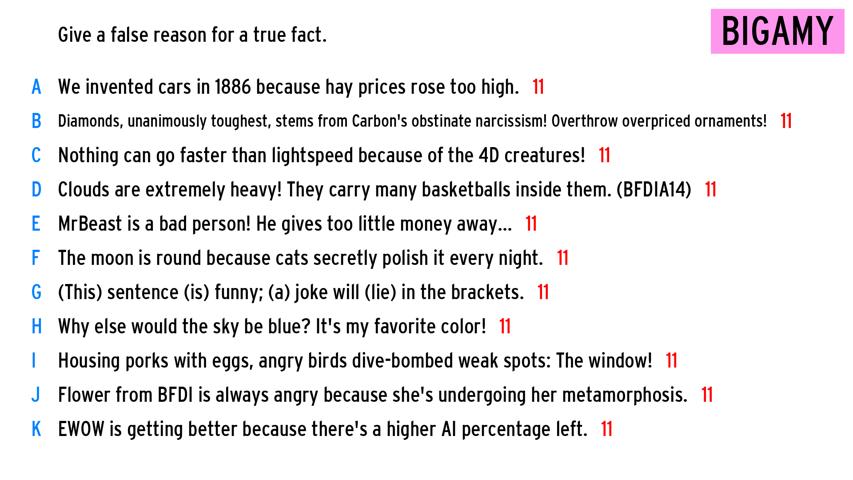 Give a false reason for a true fact.
BIGAMY
A We invented cars in 1886 because hay prices rose too high. 11
B Diamonds, unanimously toughest, stems from Carbon's obstinate narcissism! Overthrow overpriced ornaments! 11
C Nothing can go faster than lightspeed because of the 4D creatures! 11
D Clouds are extremely heavy! They carry many basketballs inside them. (BFDIA14) 11
E MrBeast is a bad person! He gives too little money away... 11
F The moon is round because cats secretly polish it every night. 11
G (This) sentence (is) funny; (a) joke will (lie) in the brackets. 11
H Why else would the sky be blue? It's my favorite color! 11
I Housing porks with eggs, angry birds dive-bombed weak spots: The window! 11
J Flower from BFDI is always angry because she's undergoing her metamorphosis. 11
K EWOW is getting better because there's a higher AI percentage left. 11